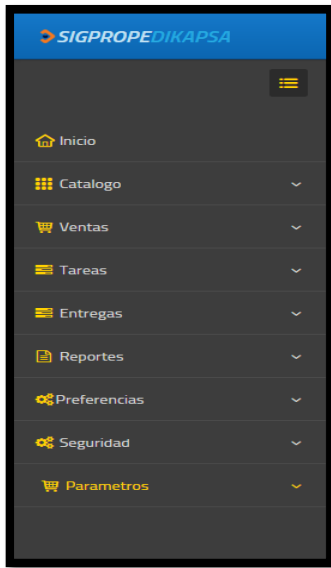 SIGPROPEDIKAPSA
Inicio
Catalogo
Ventas
Tareas
Entregas
Reportes
Preferencias
Seguridad
Parametros